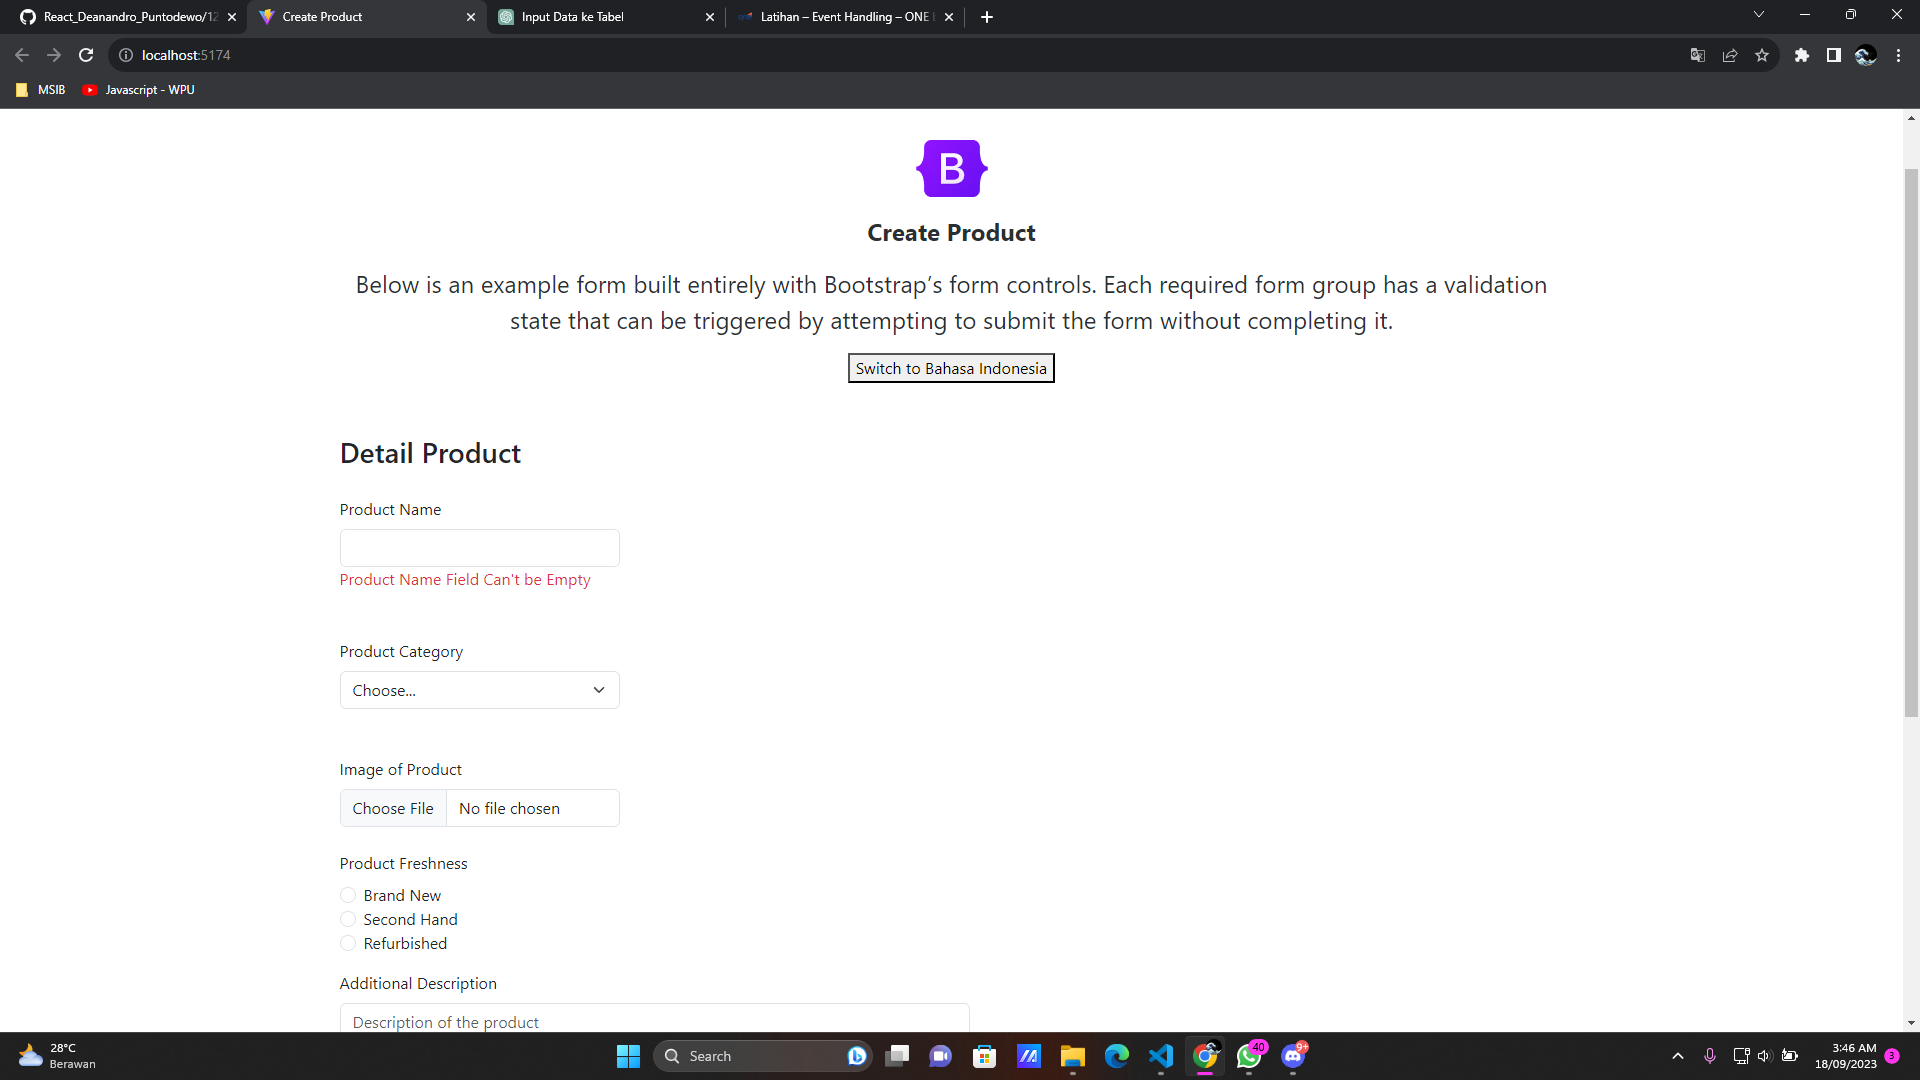 React_Deanandro_Puntodewo/12
Create Product
Input Data ke Tabel
Latihan – Event Handling – ONE
localhost:5174
MSIB
Javascript - WPU
B
Create Product
Below is an example form built entirely with Bootstrap’s form controls. Each required form group has a validation
state that can be triggered by attempting to submit the form without completing it.
Switch to Bahasa Indonesia
Detail Product
Product Name
Product Name Field Can't be Empty
Product Category
Choose...
Image of Product
Choose File No file chosen
Product Freshness
Brand New
Second Hand
Refurbished
Additional Description
Description of the product
28°C
Berawan
Search
40
9+
3:46 AM
18/09/2023
3